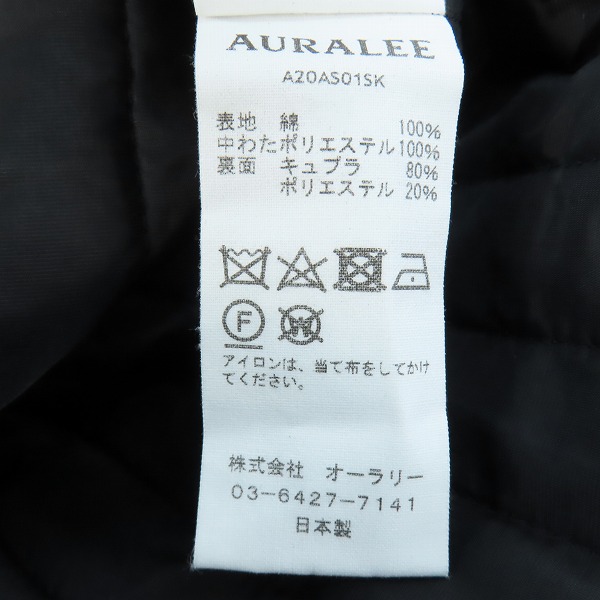 AURALEE
A20AS01SK
表地 綿 100%
中わた ポリエステル 100%
裏面 キュプラ 80%
ポリエステル 20%
F
W
アイロンは、当て布をしてかけ
てください。
株式会社 オーラリー
03-6427-7141
日本製